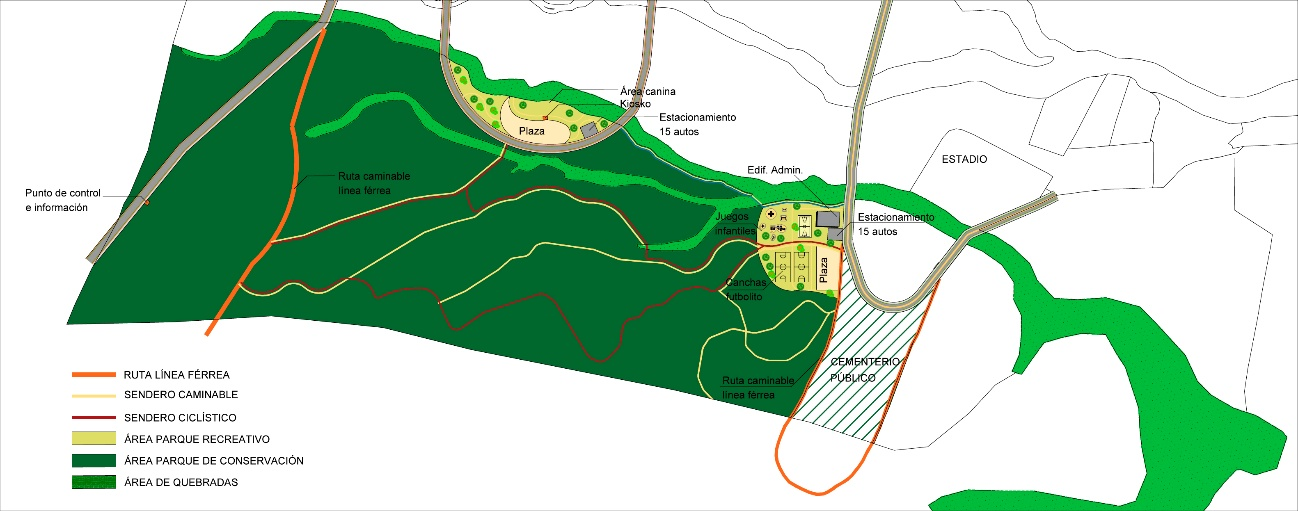 Área canina
Kiosko
Plaza
Estacionamiento
15 autos
ESTADIO
Edif. Admin.
Ruta caminable
línea férrea
Punto de control
e información
Juegos
infantiles
Estacionamiento
15 autos
Plaza
Canchas
futbolito
CEMENTERIO
PÚBLICO
Ruta caminable
línea férrea
RUTA LÍNEA FÉRREA
SENDERO CAMINABLE
SENDERO CICLÍSTICO
ÁREA PARQUE RECREATIVO
ÁREA PARQUE DE CONSERVACIÓN
ÁREA DE QUEBRADAS